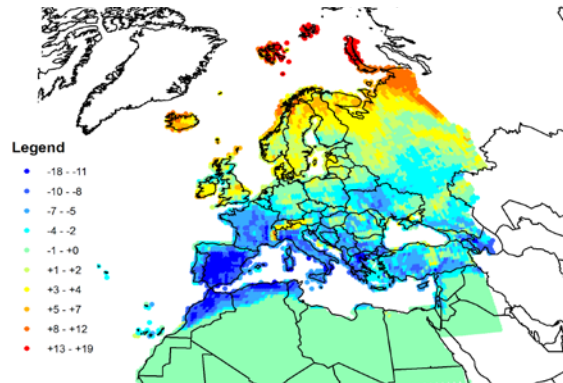 Legend
-18 - -11
-10 - -8
-7 - -5
-4 - -2
-1 - +0
+1 - +2
+3 - +4
+5 - +7
+8 - +12
+13 - +19